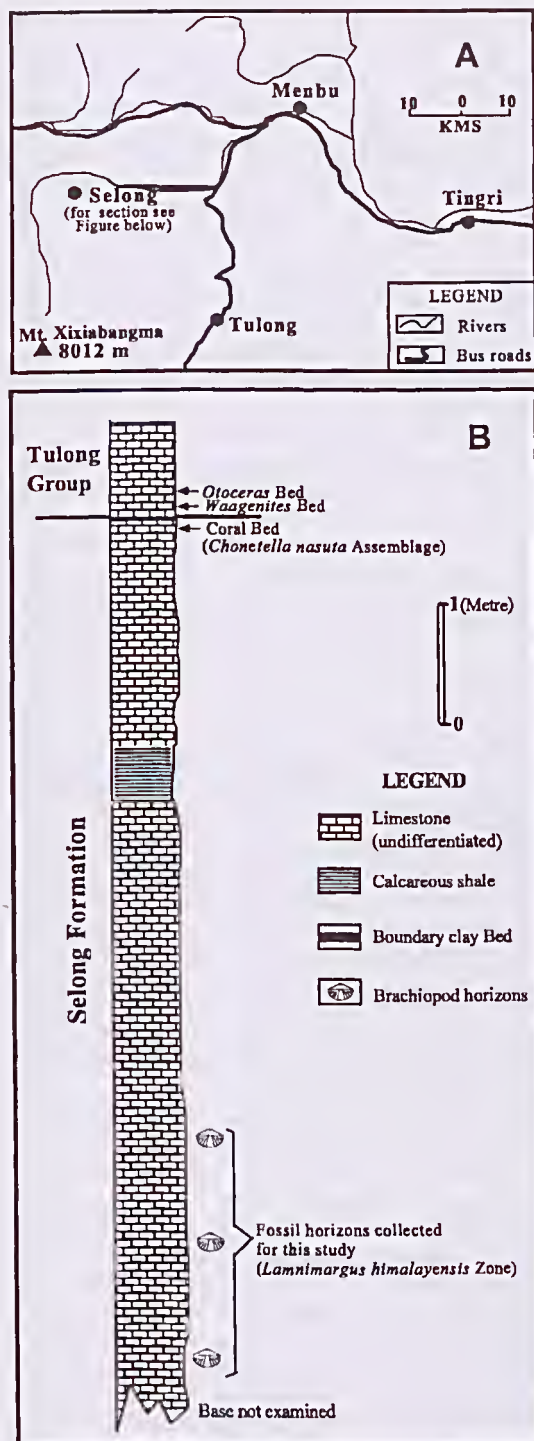 A
Menbu
10 0 10
KMS
Selong
(for section see
Figure below)
Tingri
Tulong
Mt. Xixiabangma
8012 m
LEGEND
Rivers
Bus roads
B
Tulong
Group
Otoceras Bed
Waagenites Bed
Coral Bed
(Chonetella nasuta Assemblage)
1 (Metre)
0
LEGEND
Limestone
(undifferentiated)
Calcareous shale
Boundary clay Bed
Brachiopod horizons
Selong Formation
Fossil horizons collected
for this study
(Lamnimargus himalayensis Zone)
Base not examined